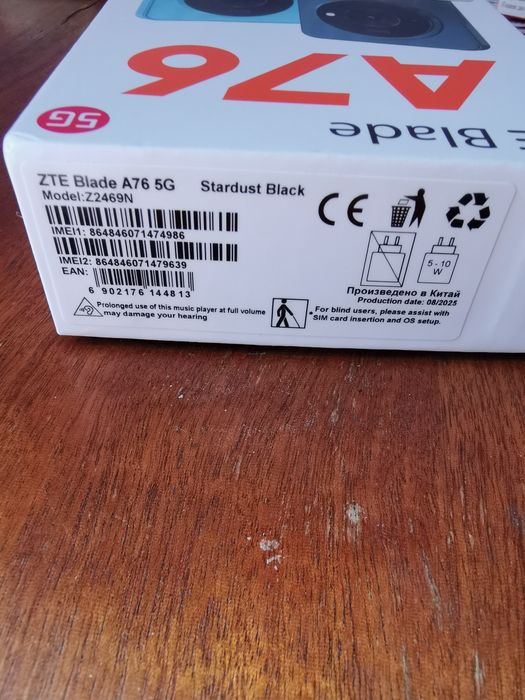 A76
5G
Blade
ZTE Blade A76 5G Stardust Black
Model:Z2469N
IMEI1: 864846071474986
IMEI2: 864846071479639
EAN:
6 902176 144813
5 - 10
W
Произведено в Китай
Production date: 08/2025
Prolonged use of this music player at full volume
may damage your hearing
For blind users, please assist with
SIM card insertion and OS setup.